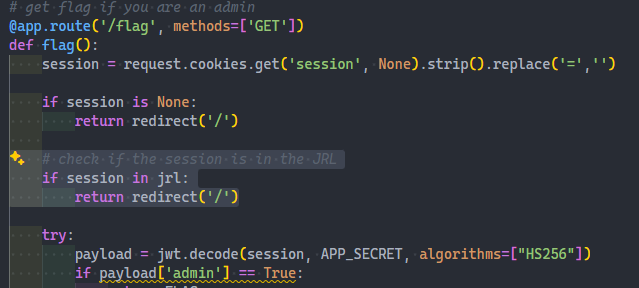 # get flag if you are an admin
@app.route('/flag', methods=['GET'])
def flag():
session = request.cookies.get('session', None).strip().replace('=','')
if session is None:
return redirect('/')
# check if the session is in the JRL
if session in jrl:
return redirect('/')
try:
payload = jwt.decode(session, APP_SECRET, algorithms=["HS256"])
if payload['admin'] == True: